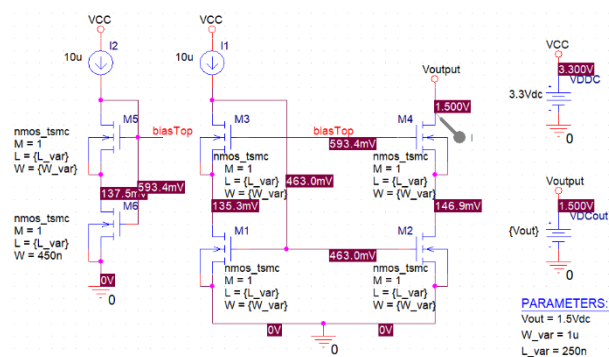 VCC
I2
10u
VCC
I1
10u
Voutput
1.500V
VCC
3.300V
VDDC
3.3Vdc
0
M5
biasTop
nmos_tsmc
M = 1
L = {L_var}
W = {W_var}
593.4mV
137.5mV
M6
nmos_tsmc
M = 1
L = {L_var}
W = 450n
0V
0
M3
biasTop
593.4mV
nmos_tsmc
M = 1
L = {L_var}
W = {W_var}
463.0mV
135.3mV
M4
I
nmos_tsmc
M = 1
L = {L_var}
W = {W_var}
146.9mV
M1
463.0mV
nmos_tsmc
M = 1
L = {L_var}
W = {W_var}
0V
M2
nmos_tsmc
M = 1
L = {L_var}
W = {W_var}
0V
0
Voutput
1.500V
VDCout
{Vout}
0
PARAMETERS:
Vout = 1.5Vdc
W_var = 1u
L_var = 250n